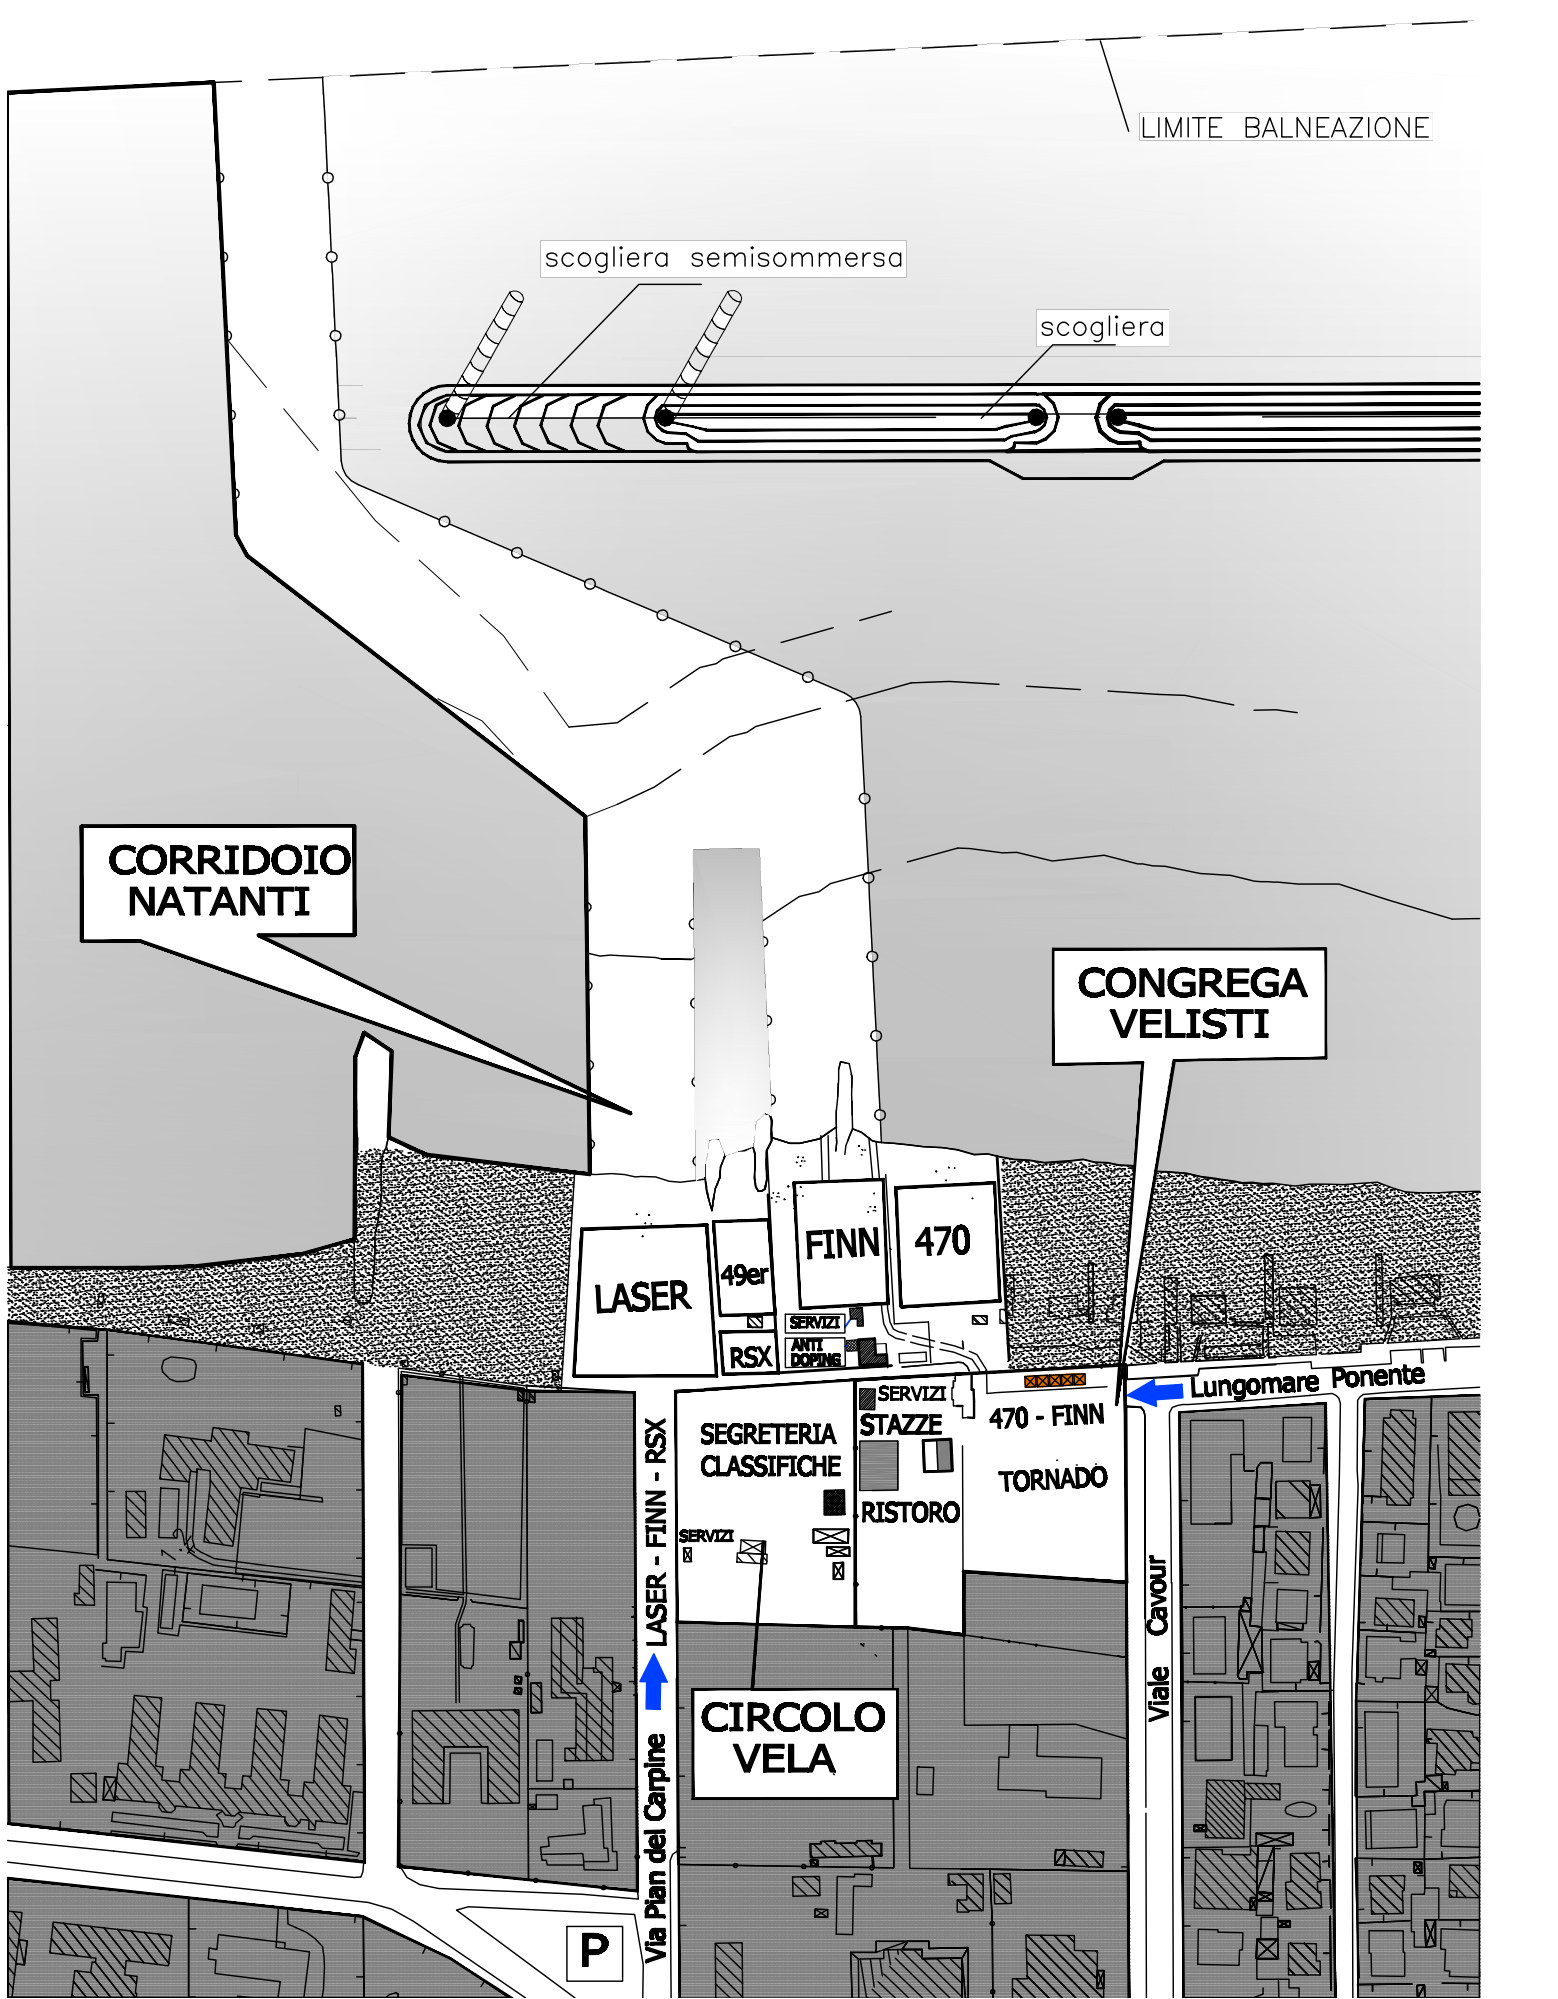 LIMITE BALNEAZIONE
scogliera semisommersa
scogliera
CORRIDOIO
NATANTI
CONGREGA
VELISTI
FINN
470
49er
LASER
SERVIZI
RSX
ANTI
DOPING
Lungomare Ponente
SERVIZI
STAZZE
470 - FINN
SEGRETERIA
CLASSIFICHE
TORNADO
RISTORO
SERVIZI
LASER - FINN - RSX
Viale Cavour
CIRCOLO
VELA
Via Pian del Carpine
P